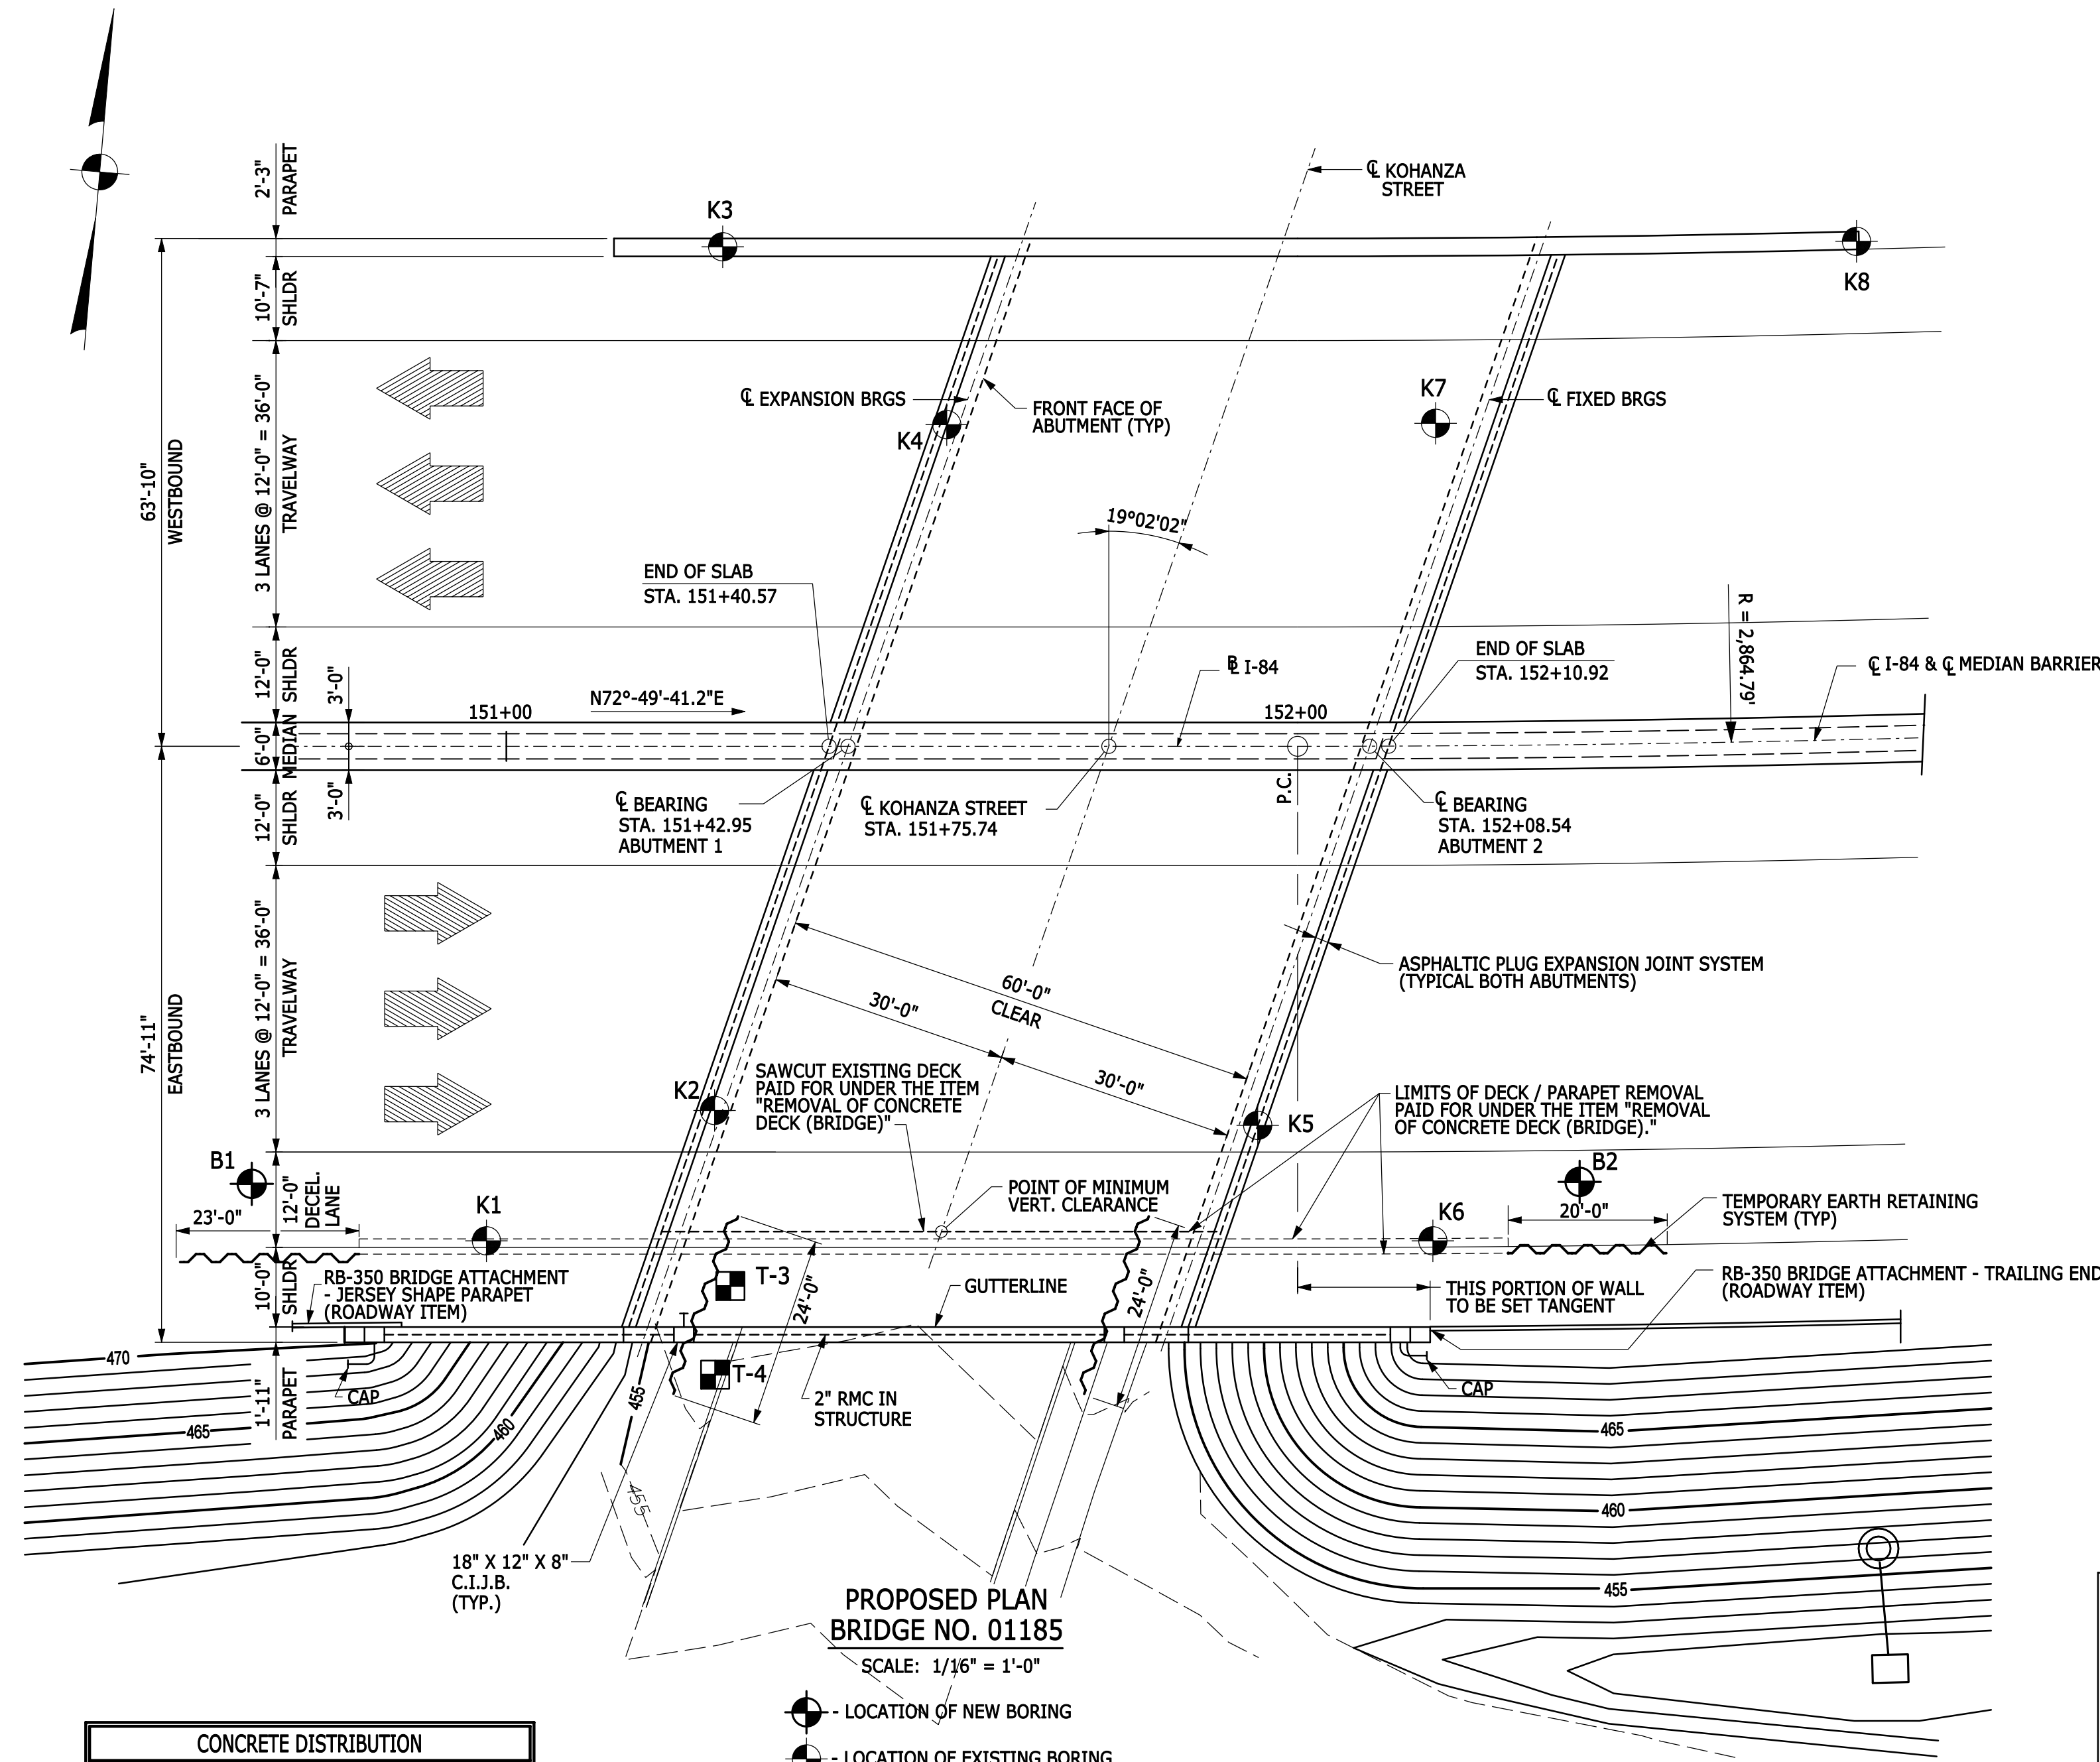 ℄ KOHANZA
STREET
2'-3"
PARAPET
K3
K8
10'-7"
SHLDR
63'-10"
WESTBOUND
3 LANES @ 12'-0" = 36'-0"
TRAVELWAY
℄ EXPANSION BRGS
FRONT FACE OF
ABUTMENT (TYP)
K4
K7
℄ FIXED BRGS
19°02'02"
END OF SLAB
STA. 151+40.57
R = 2,864.79'
END OF SLAB
STA. 152+10.92
12'-0"
SHLDR
3'-0"
N72°-49'-41.2"E
151+00
152+00
I-84
℄ I-84 & ℄ MEDIAN BARRIER
6'-0"
MEDIAN
3'-0"
12'-0"
SHLDR
℄ BEARING
STA. 151+42.95
ABUTMENT 1
℄ KOHANZA STREET
STA. 151+75.74
P.C.
℄ BEARING
STA. 152+08.54
ABUTMENT 2
74'-11"
EASTBOUND
3 LANES @ 12'-0" = 36'-0"
TRAVELWAY
60'-0"
CLEAR
30'-0"
30'-0"
ASPHALTIC PLUG EXPANSION JOINT SYSTEM
(TYPICAL BOTH ABUTMENTS)
K2
SAWCUT EXISTING DECK
PAID FOR UNDER THE ITEM
"REMOVAL OF CONCRETE
DECK (BRIDGE)"
K5
LIMITS OF DECK / PARAPET REMOVAL
PAID FOR UNDER THE ITEM "REMOVAL
OF CONCRETE DECK (BRIDGE)."
B1
B2
12'-0"
DECEL.
LANE
23'-0"
K1
POINT OF MINIMUM
VERT. CLEARANCE
K6
20'-0"
TEMPORARY EARTH RETAINING
SYSTEM (TYP)
10'-0"
SHLDR
RB-350 BRIDGE ATTACHMENT
- JERSEY SHAPE PARAPET
(ROADWAY ITEM)
T-3
24'-0"
GUTTERLINE
24'-0"
THIS PORTION OF WALL
TO BE SET TANGENT
RB-350 BRIDGE ATTACHMENT - TRAILING END
(ROADWAY ITEM)
470
CAP
T-4
455
2" RMC IN
STRUCTURE
CAP
1'-11"
PARAPET
465
460
465
455
460
18" X 12" X 8"
C.I.J.B.
(TYP.)
455
PROPOSED PLAN
BRIDGE NO. 01185
SCALE: 1/16" = 1'-0"
- LOCATION OF NEW BORING
- LOCATION OF EXISTING BORING
CONCRETE DISTRIBUTION